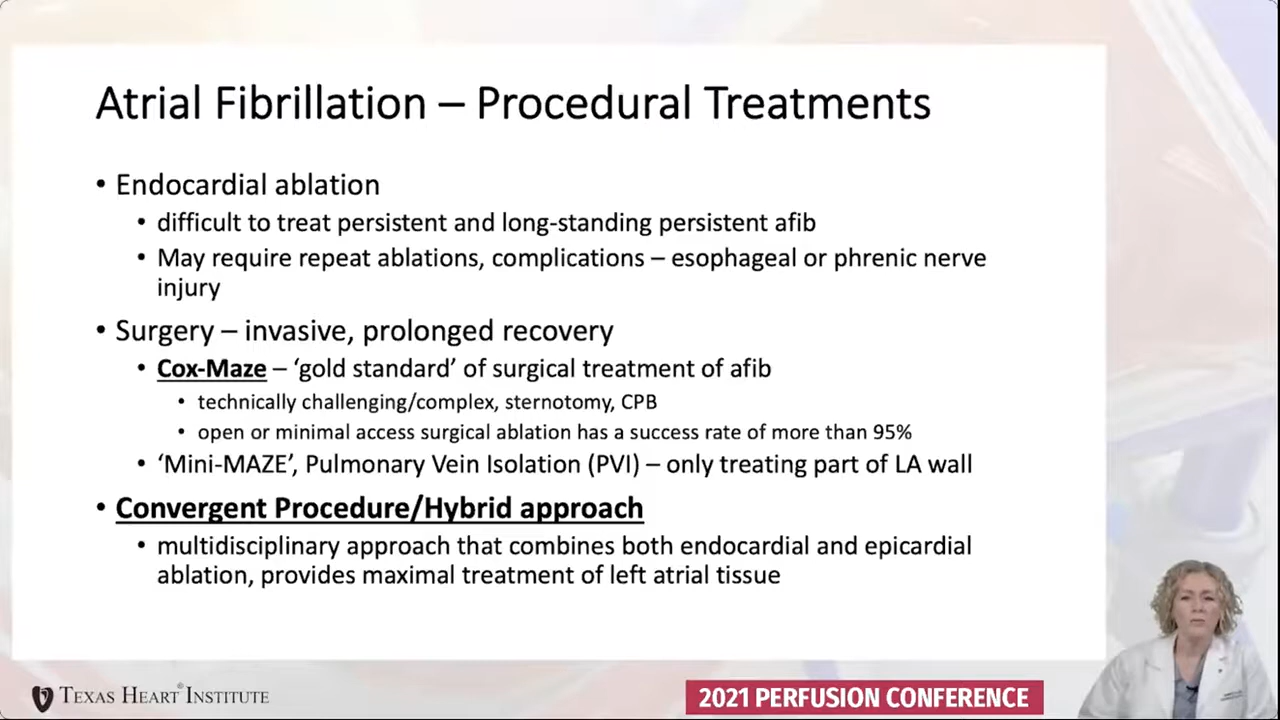 Atrial Fibrillation – Procedural Treatments
• Endocardial ablation
• difficult to treat persistent and long-standing persistent afib
• May require repeat ablations, complications – esophageal or phrenic nerve
injury
• Surgery – invasive, prolonged recovery
• Cox-Maze – ‘gold standard’ of surgical treatment of afib
• technically challenging/complex, sternotomy, CPB
• open or minimal access surgical ablation has a success rate of more than 95%
• ‘Mini-MAZE’, Pulmonary Vein Isolation (PVI) – only treating part of LA wall
• Convergent Procedure/Hybrid approach
• multidisciplinary approach that combines both endocardial and epicardial
ablation, provides maximal treatment of left atrial tissue
TEXAS HEART® INSTITUTE
2021 PERFUSION CONFERENCE